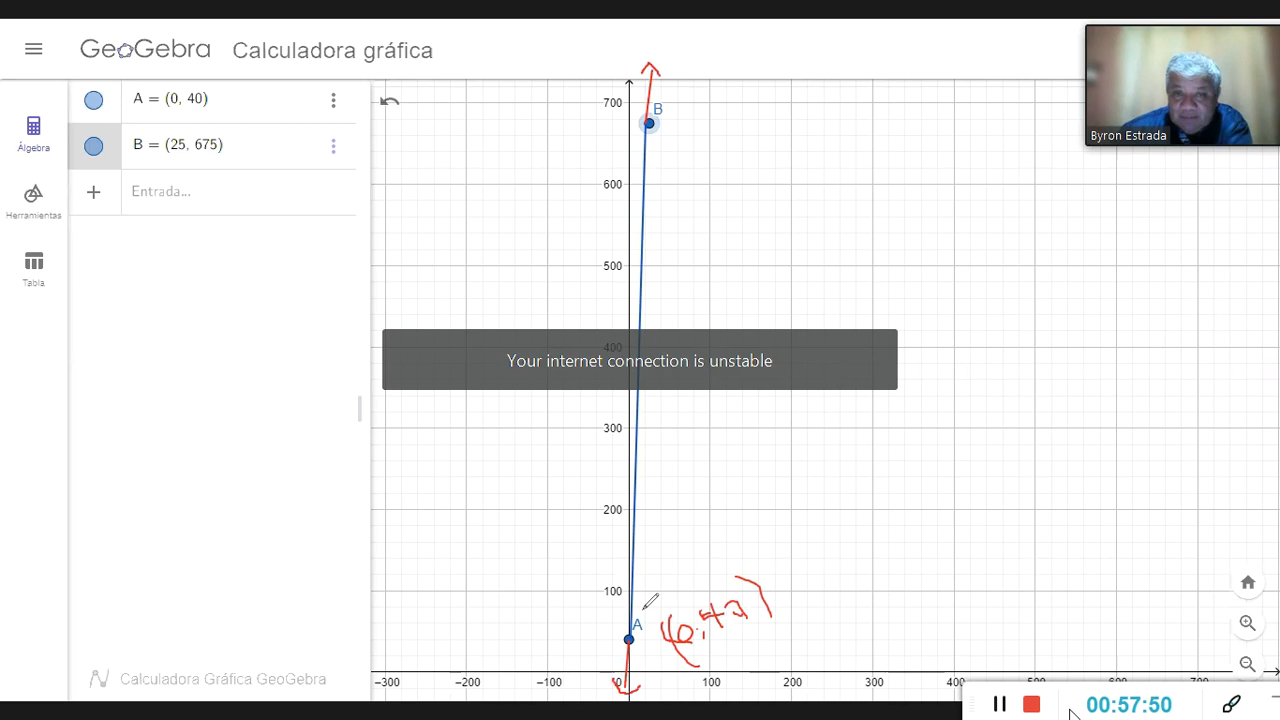 GeoGebra Calculadora gráfica
Byron Estrada
A = (0, 40)
B = (25, 675)
Entrada...
Álgebra
Herramientas
Tabla
B
700
600
500
400
300
200
100
A
Your internet connection is unstable
−300 −200 −100 0 100 200 300 400 500 600 700
Calculadora Gráfica GeoGebra
00:57:50